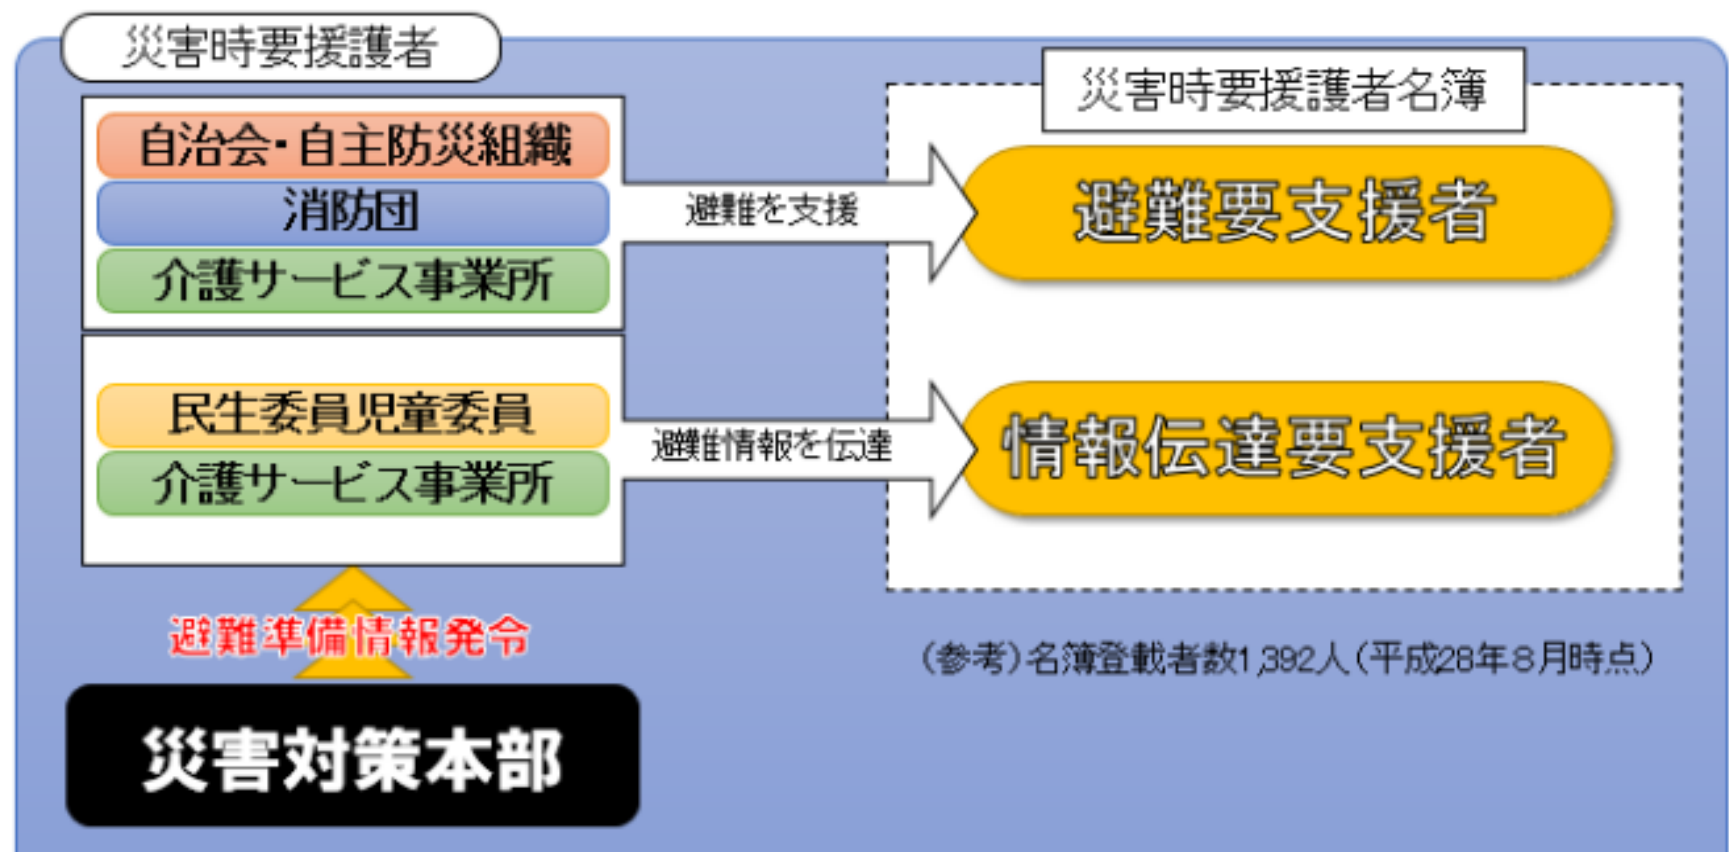 災害時要援護者
自治会・自主防災組織
消防団
介護サービス事業所
避難を支援
災害時要援護者名簿
避難要支援者
民生委員児童委員
介護サービス事業所
避難情報を伝達
情報伝達要支援者
避難準備情報発令
災害対策本部
（参考）名簿登載者数1,392人（平成28年８月時点）